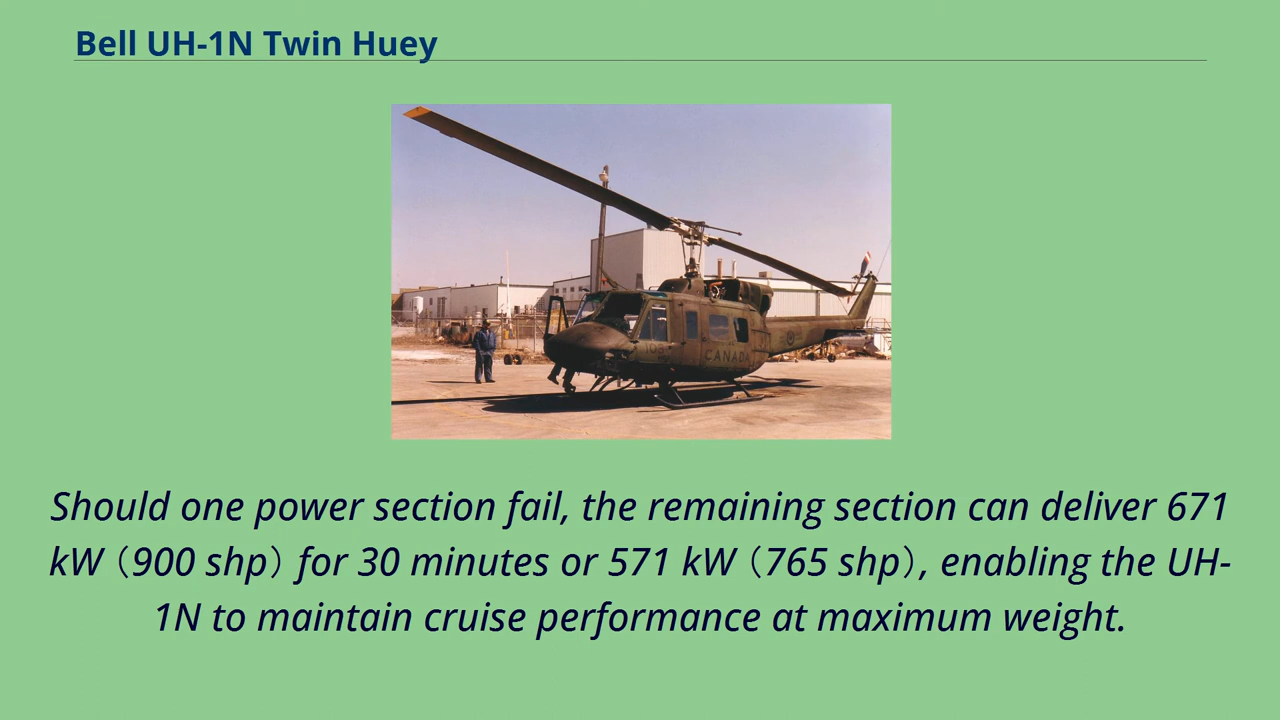 Bell UH-1N Twin Huey
CANADA
Should one power section fail, the remaining section can deliver 671
kW（900 shp）for 30 minutes or 571 kW（765 shp）, enabling the UH-
1N to maintain cruise performance at maximum weight.